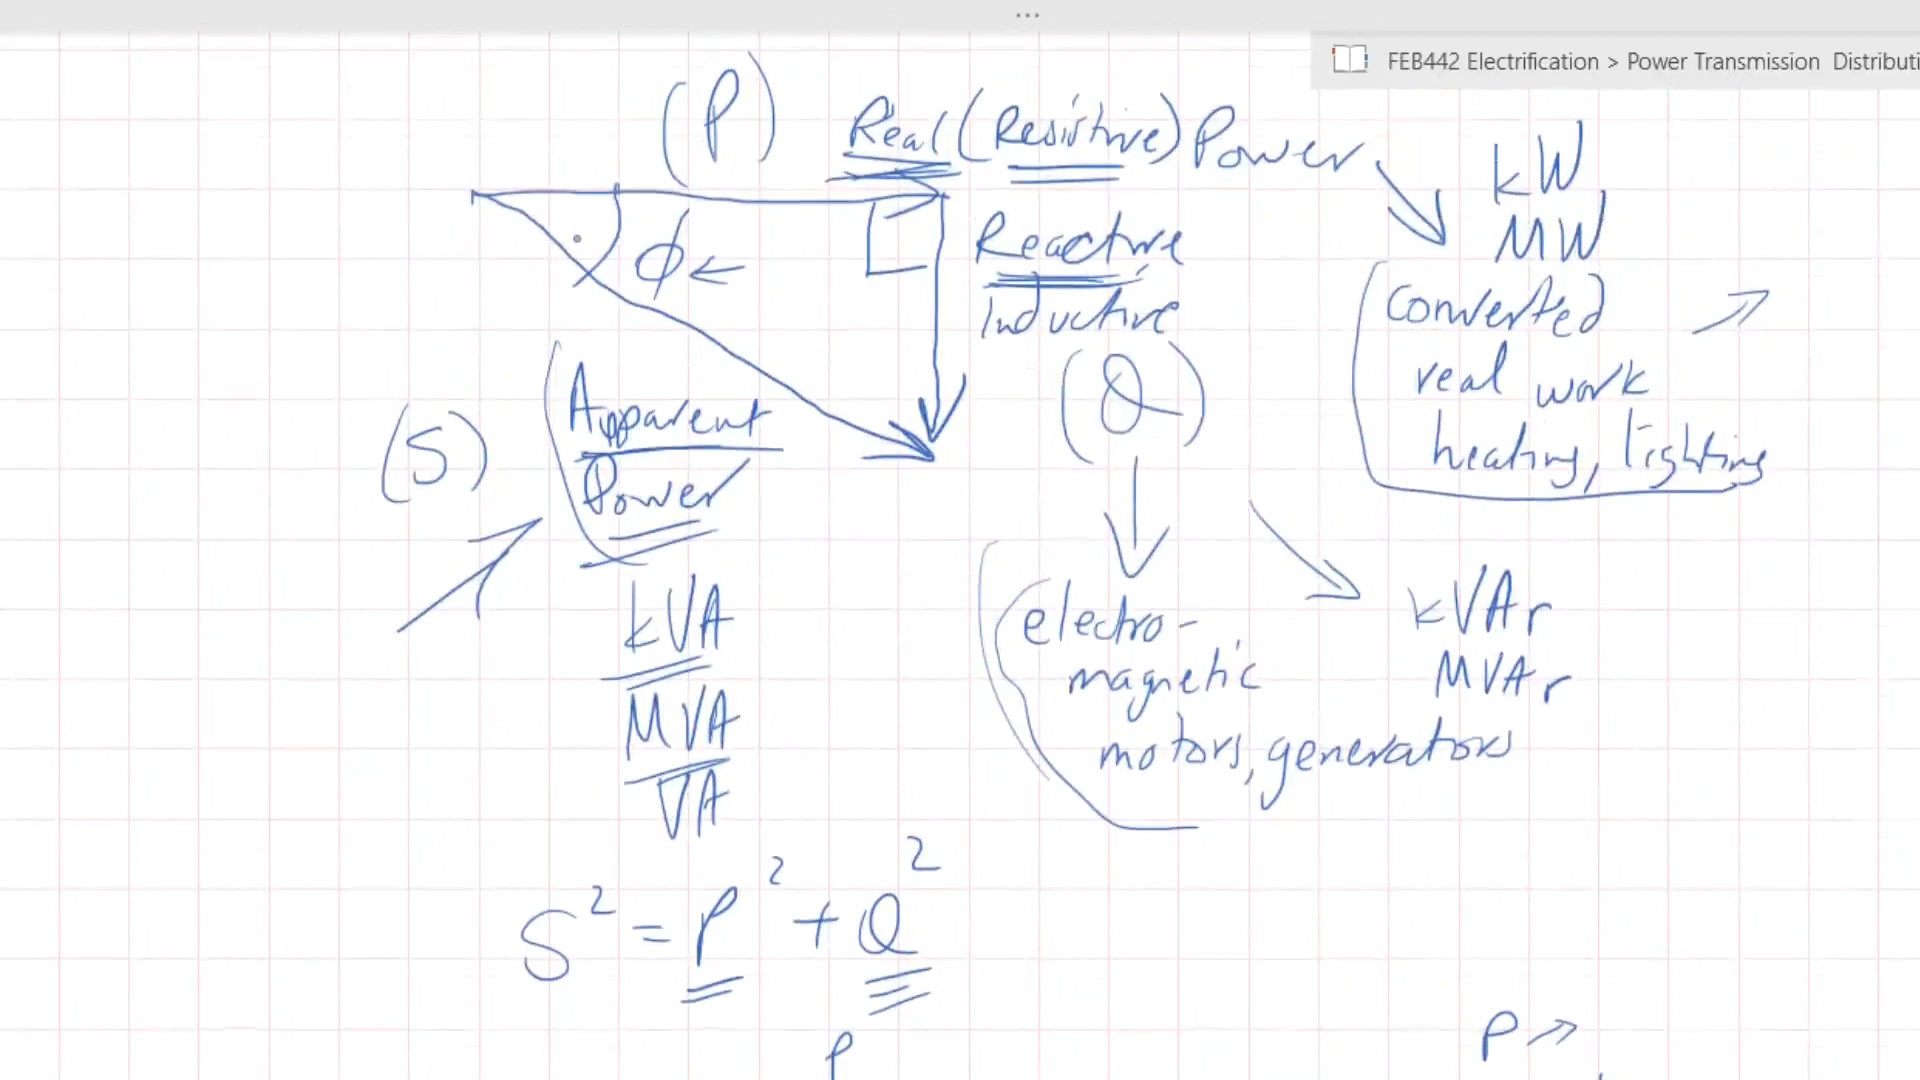 ...
FEB442 Electrification > Power Transmission Distributi
(P) Real (Resistive) Power
kW
MW
ϕ ←
Reactive
Inductive
(Q)
converted
real work
heating, lighting
(S)
Apparent
Power
kVA
MVA
VA
electro-
magnetic
motors, generators
kVAr
MVAr
S² = P² + Q²
P
P